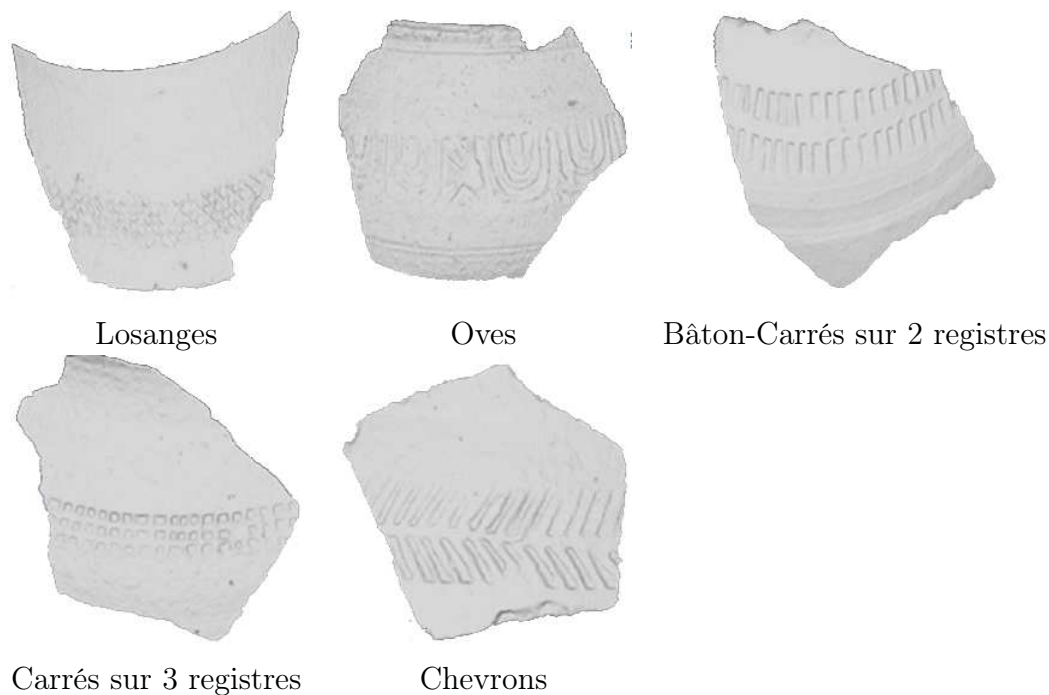 Losanges
Oves
Bâton-Carrés sur 2 registres
Carrés sur 3 registres
Chevrons